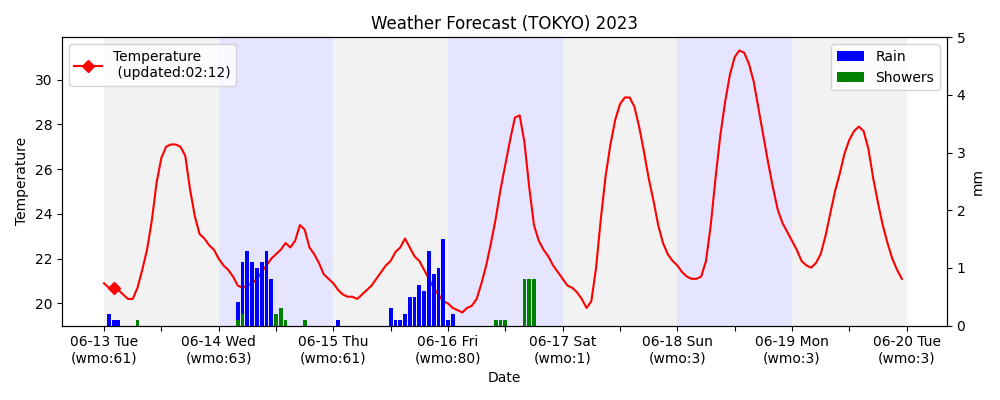 Weather Forecast (TOKYO) 2023
Temperature
(updated:02:12)
Rain
Showers
Temperature
30
28
26
24
22
20
5
4
3
2
1
0
mm
06-13 Tue 06-14 Wed 06-15 Thu 06-16 Fri 06-17 Sat 06-18 Sun 06-19 Mon 06-20 Tue
(wmo:61) (wmo:63) (wmo:61) (wmo:80) (wmo:1) (wmo:3) (wmo:3) (wmo:3)
Date